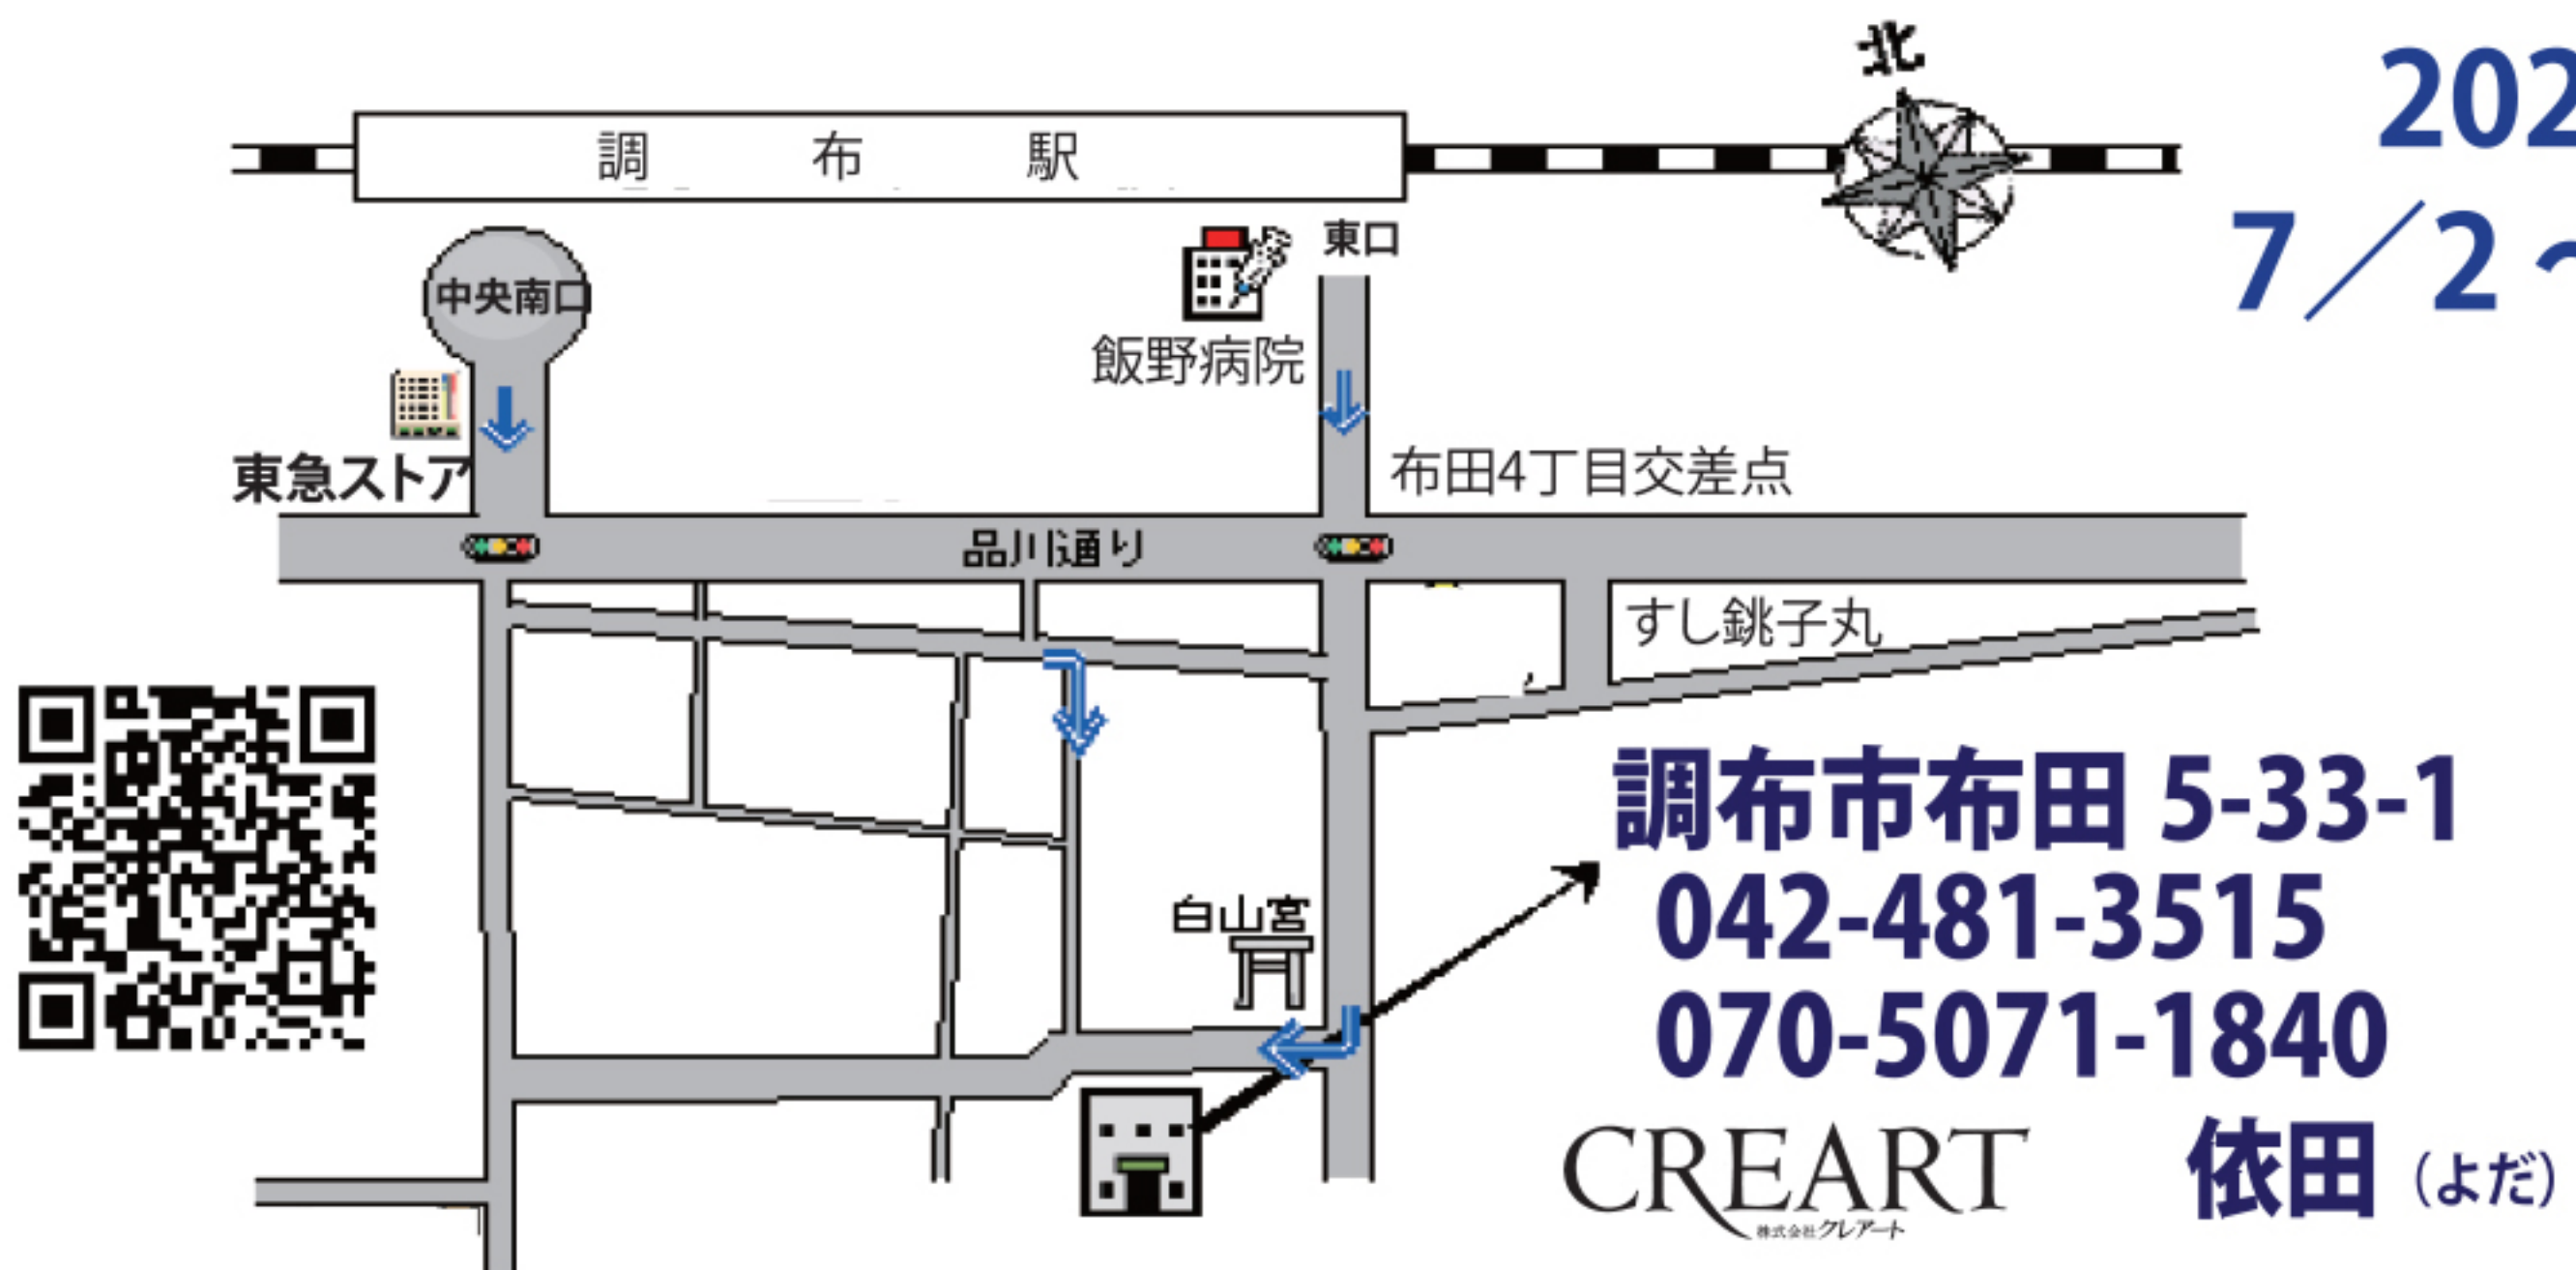 北
202
7／2～
調布駅
東口
中央南口
飯野病院
東急ストア
布田4丁目交差点
品川通り
すし銚子丸
調布市布田 5-33-1
042-481-3515
070-5071-1840
白山宮
CREART
株式会社クレアート
依田（よだ）